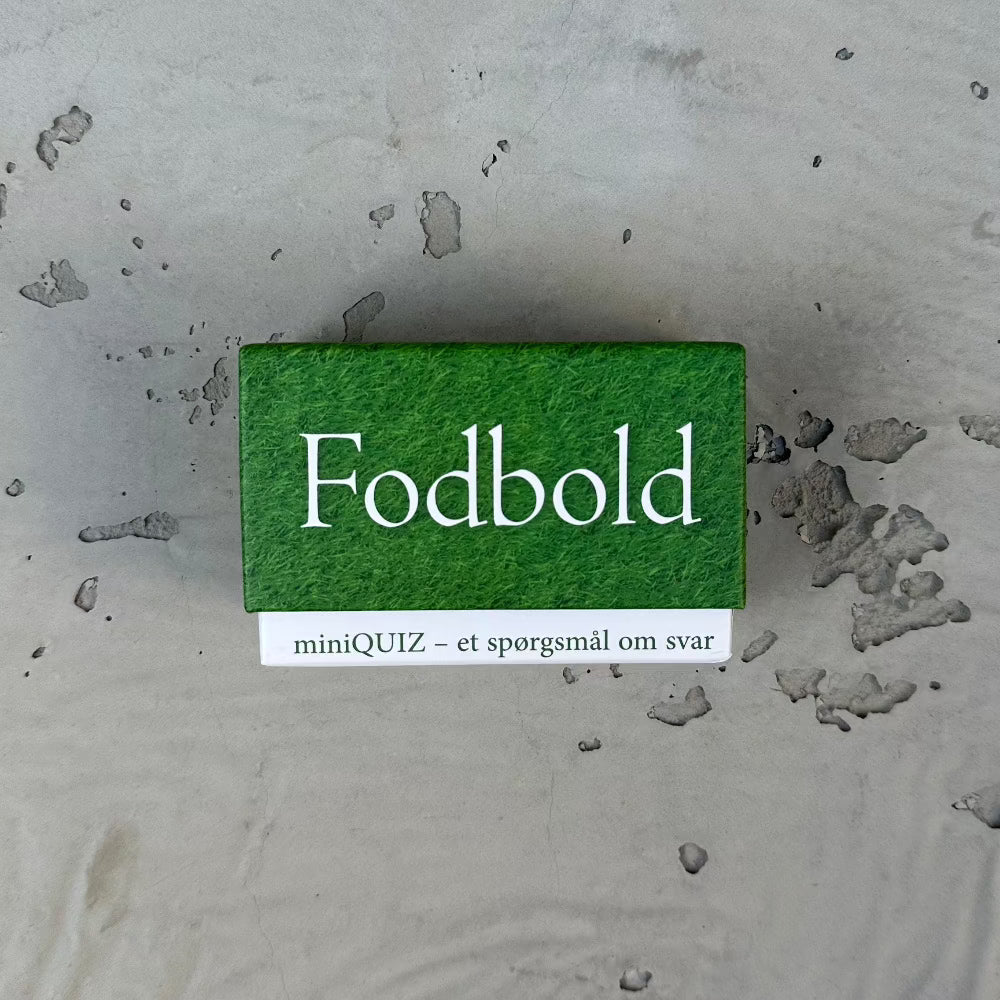 Fodbold
miniQUIZ – et spørgsmål om svar